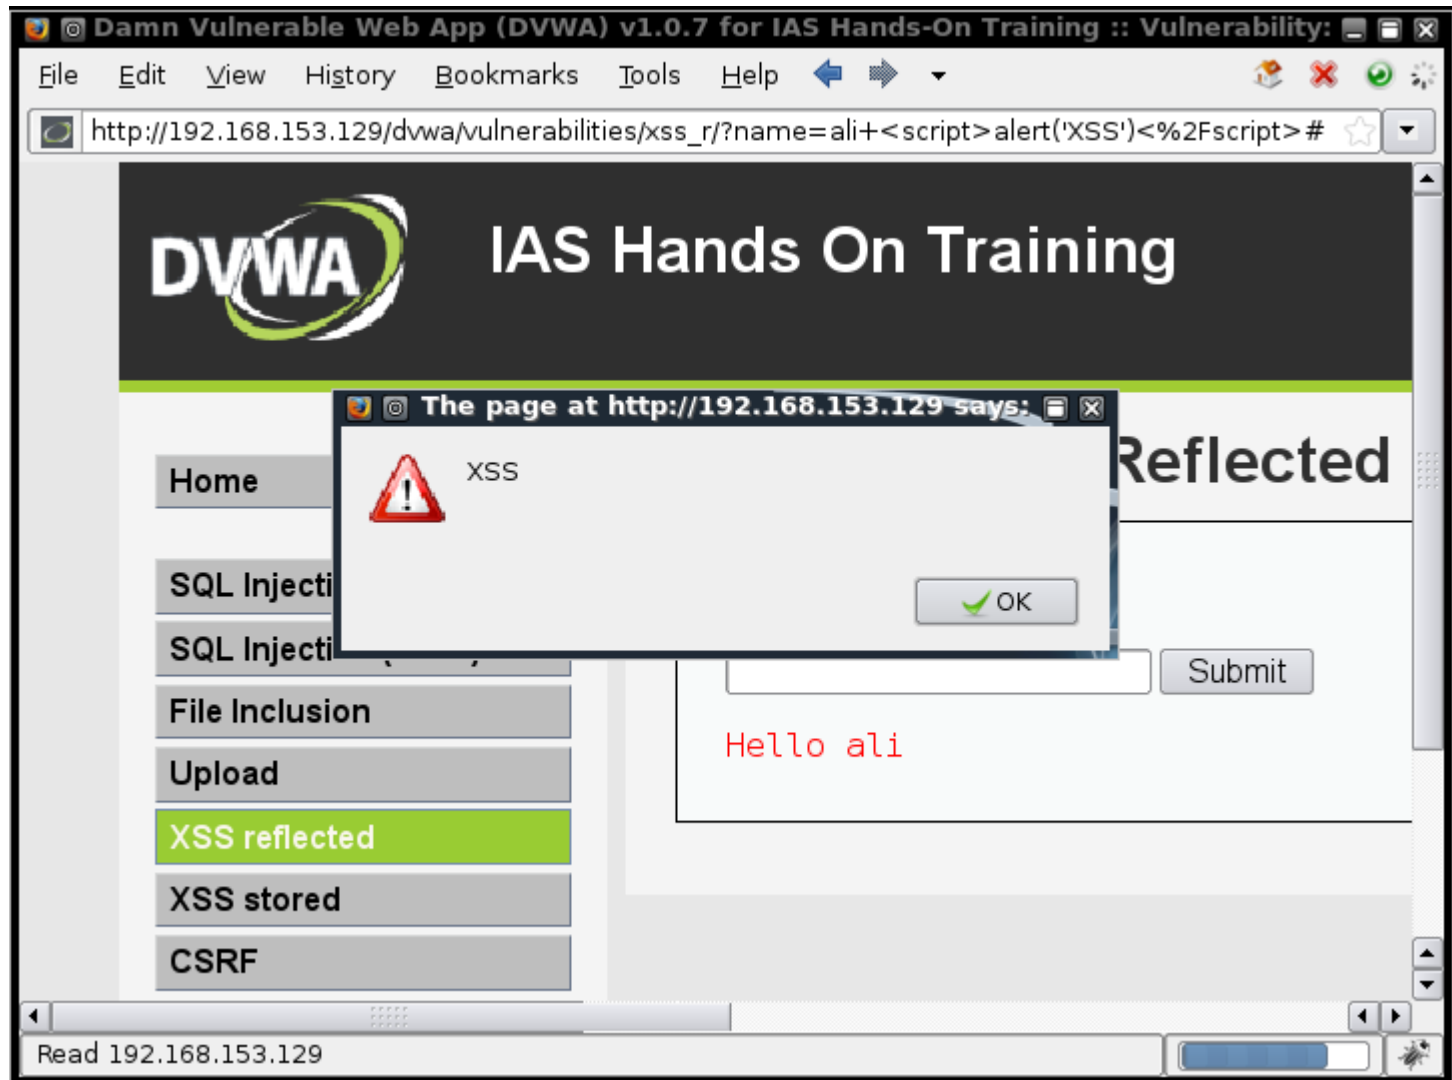 Damn Vulnerable Web App (DVWA) v1.0.7 for IAS Hands-On Training :: Vulnerability:
File Edit View History Bookmarks Tools Help
http://192.168.153.129/dvwa/vulnerabilities/xss_r/?name=ali+<script>alert('XSS')<%2Fscript>#
DVWA
IAS Hands On Training
The page at http://192.168.153.129 says:
XSS
OK
Reflected
Home
SQL Injecti
SQL Injecti
File Inclusion
Upload
XSS reflected
XSS stored
CSRF
Submit
Hello ali
Read 192.168.153.129